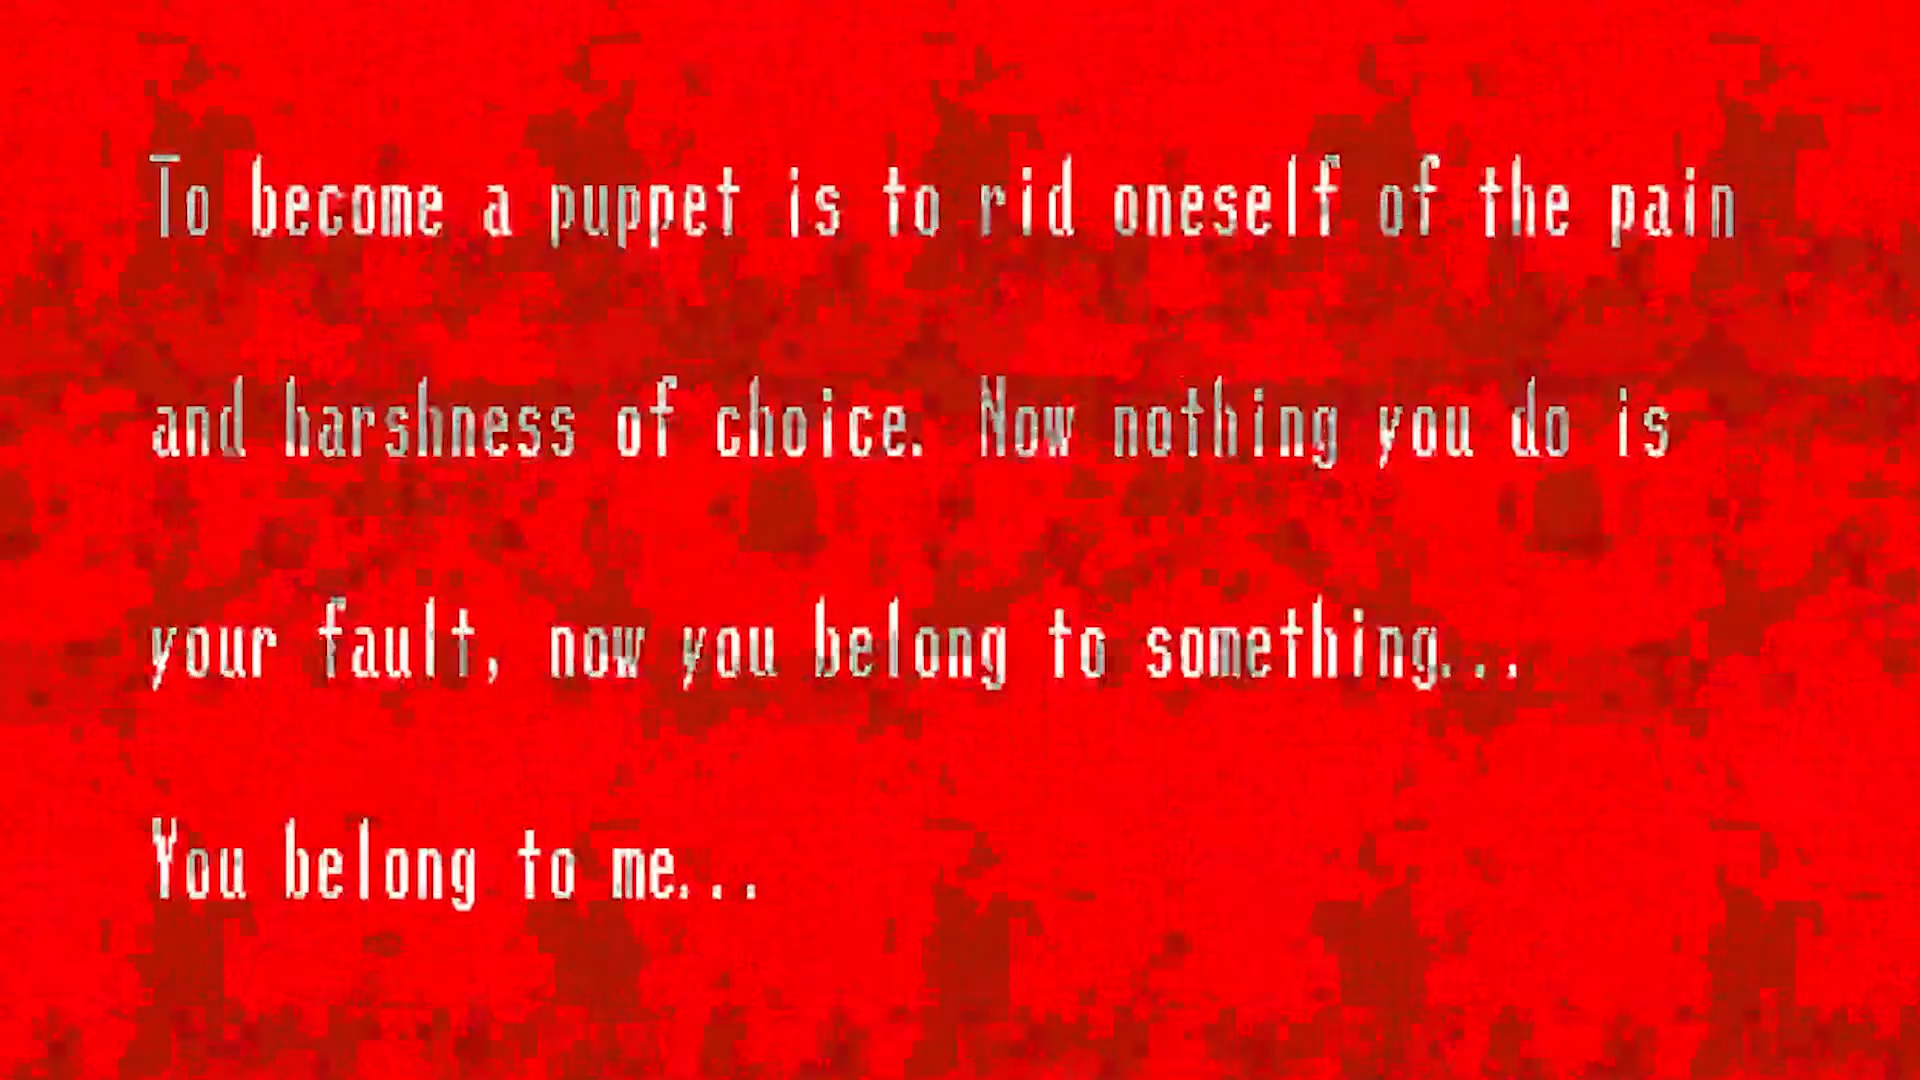 To become a puppet is to rid oneself of the pain
and harshness of choice. Now nothing you do is
your fault, now you belong to something...
You belong to me...